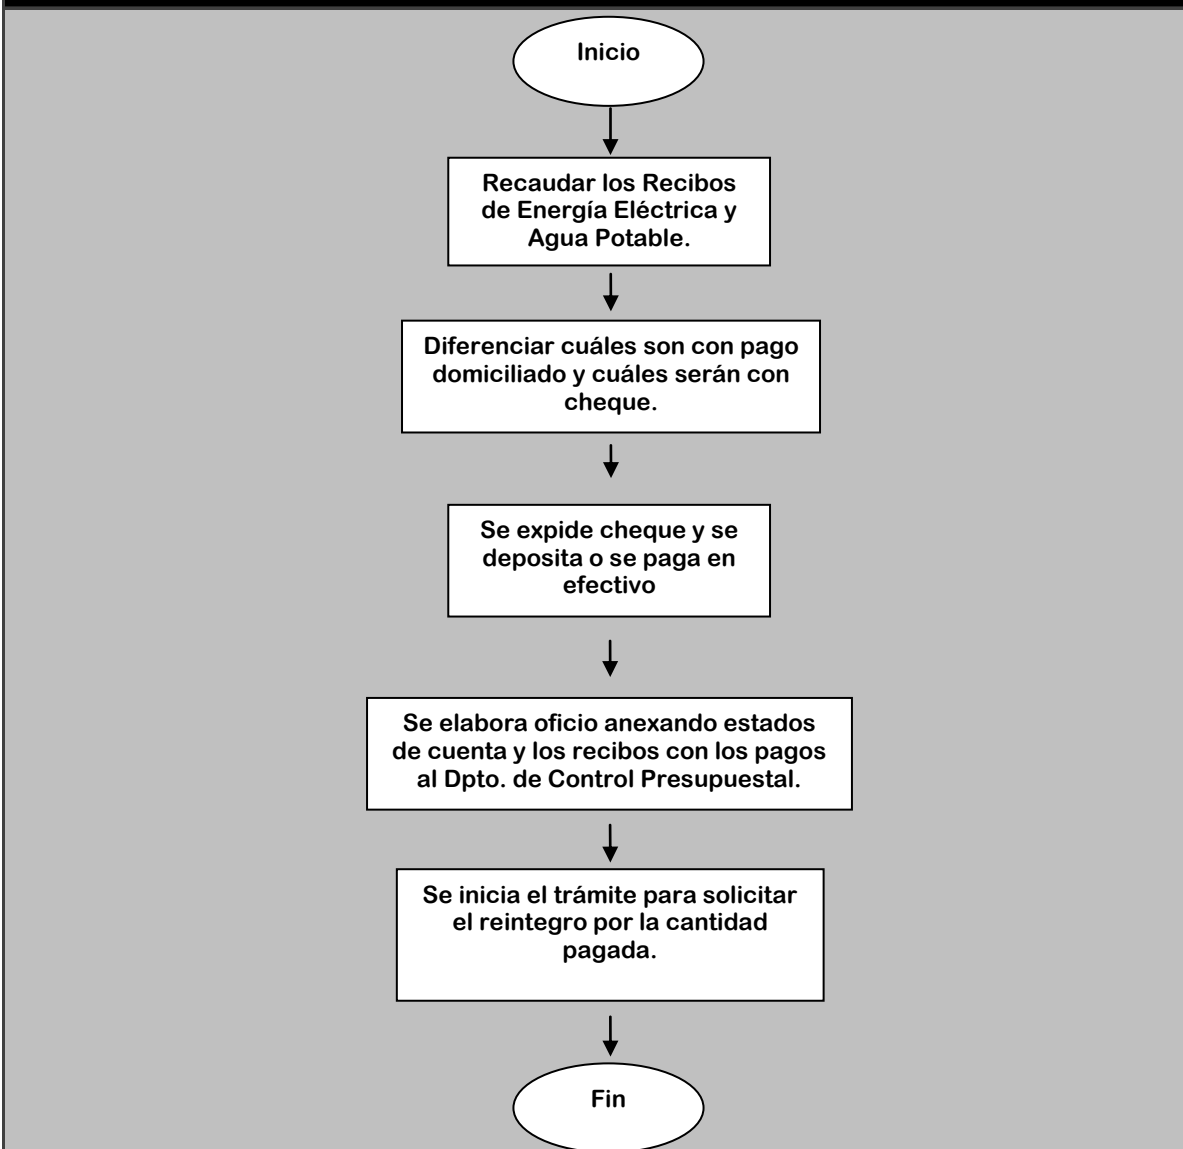 Inicio
Recaudar los Recibos
de Energía Eléctrica y
Agua Potable.
Diferenciar cuáles son con pago
domiciliado y cuáles serán con
cheque.
Se expide cheque y se
deposita o se paga en
efectivo
Se elabora oficio anexando estados
de cuenta y los recibos con los pagos
al Dpto. de Control Presupuestal.
Se inicia el trámite para solicitar
el reintegro por la cantidad
pagada.
Fin